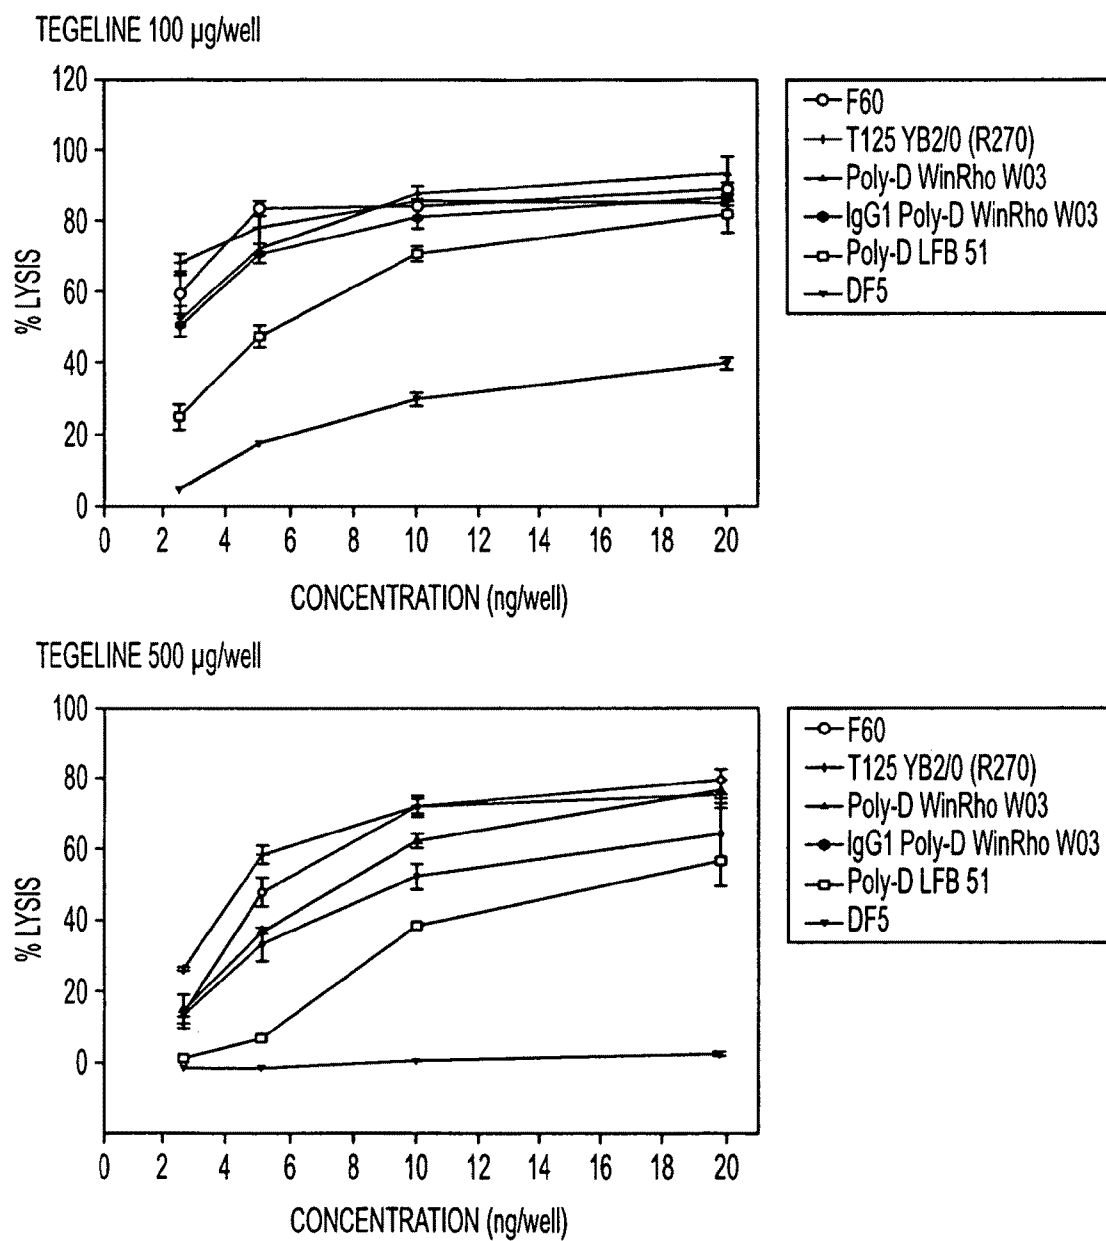 TEGELINE 100 µg/well
120
100
80
60
40
20
0
% LYSIS
0 2 4 6 8 10 12 14 16 18 20
CONCENTRATION (ng/well)
F60
T125 YB2/0 (R270)
Poly-D WinRho W03
IgG1 Poly-D WinRho W03
Poly-D LFB 51
DF5
TEGELINE 500 µg/well
100
80
60
40
20
0
% LYSIS
0 2 4 6 8 10 12 14 16 18 20
CONCENTRATION (ng/well)
F60
T125 YB2/0 (R270)
Poly-D WinRho W03
IgG1 Poly-D WinRho W03
Poly-D LFB 51
DF5